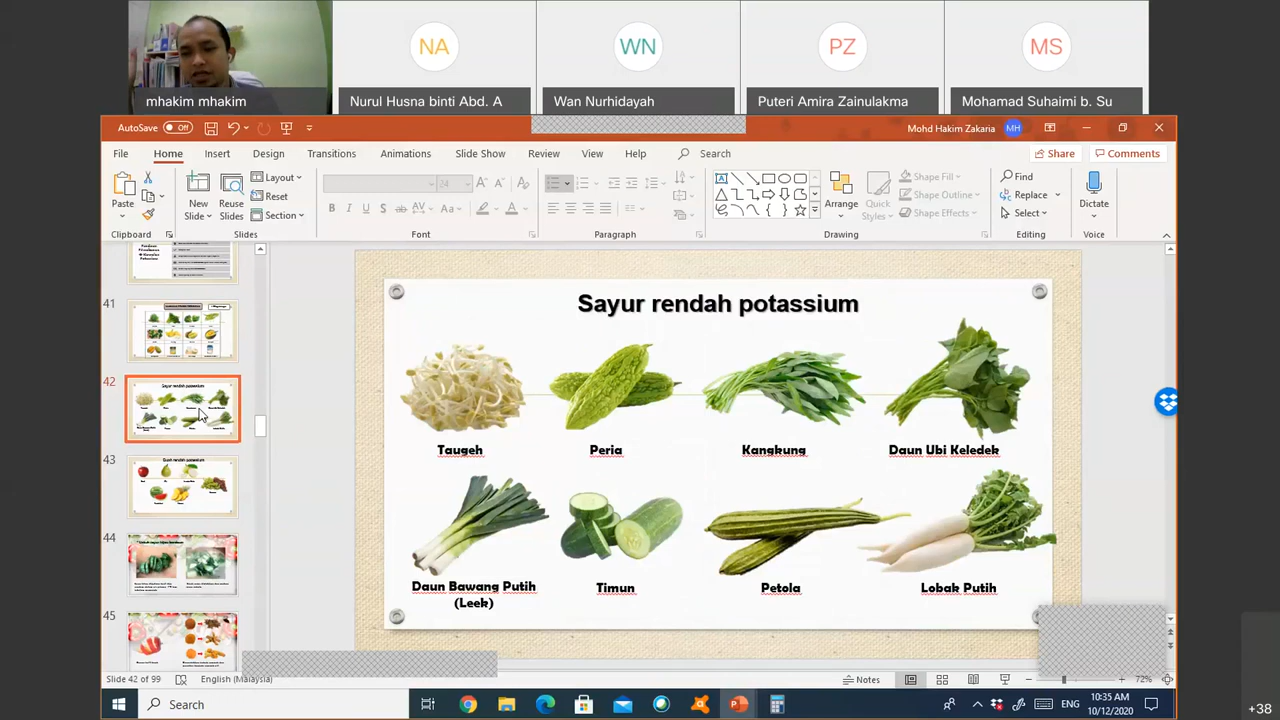 NA
WN
PZ
MS
mhakim mhakim
Nurul Husna binti Abd. A
Wan Nurhidayah
Puteri Amira Zainulakma
Mohamad Suhaimi b. Su
AutoSave Off
Mohd Hakim Zakaria MH
File Home Insert Design Transitions Animations Slide Show Review View Help Search
Share Comments
Paste
New Slide
Reuse Slides
Layout
Reset
Section
24
B I U S ab AV Aa A
Arrange
Quick Styles
Shape Fill
Shape Outline
Shape Effects
Find
Replace
Select
Dictate
Clipboard Slides Font Paragraph Drawing Editing Voice
41
42
43
44
45
Sayur rendah potassium
Taugeh
Peria
Kangkung
Daun Ubi Keledek
Daun Bawang Putih
(Leek)
Timun
Petola
Lobak Putih
Slide 42 of 99 English (Malaysia) Notes 72%
Search
ENG
10:35 AM
10/12/2020
+38